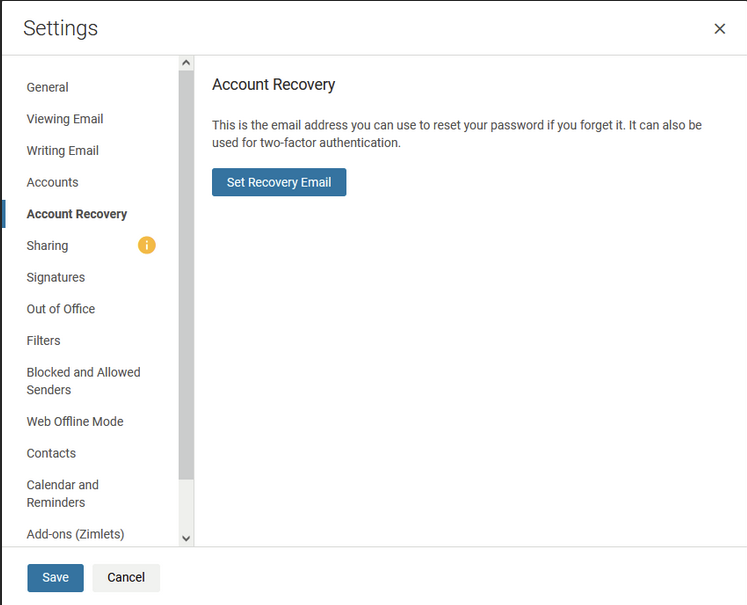 Settings
General
Viewing Email
Writing Email
Accounts
Account Recovery
Sharing
Signatures
Out of Office
Filters
Blocked and Allowed
Senders
Web Offline Mode
Contacts
Calendar and
Reminders
Add-ons (Zimlets)
Account Recovery
This is the email address you can use to reset your password if you forget it. It can also be
used for two-factor authentication.
Set Recovery Email
Save
Cancel